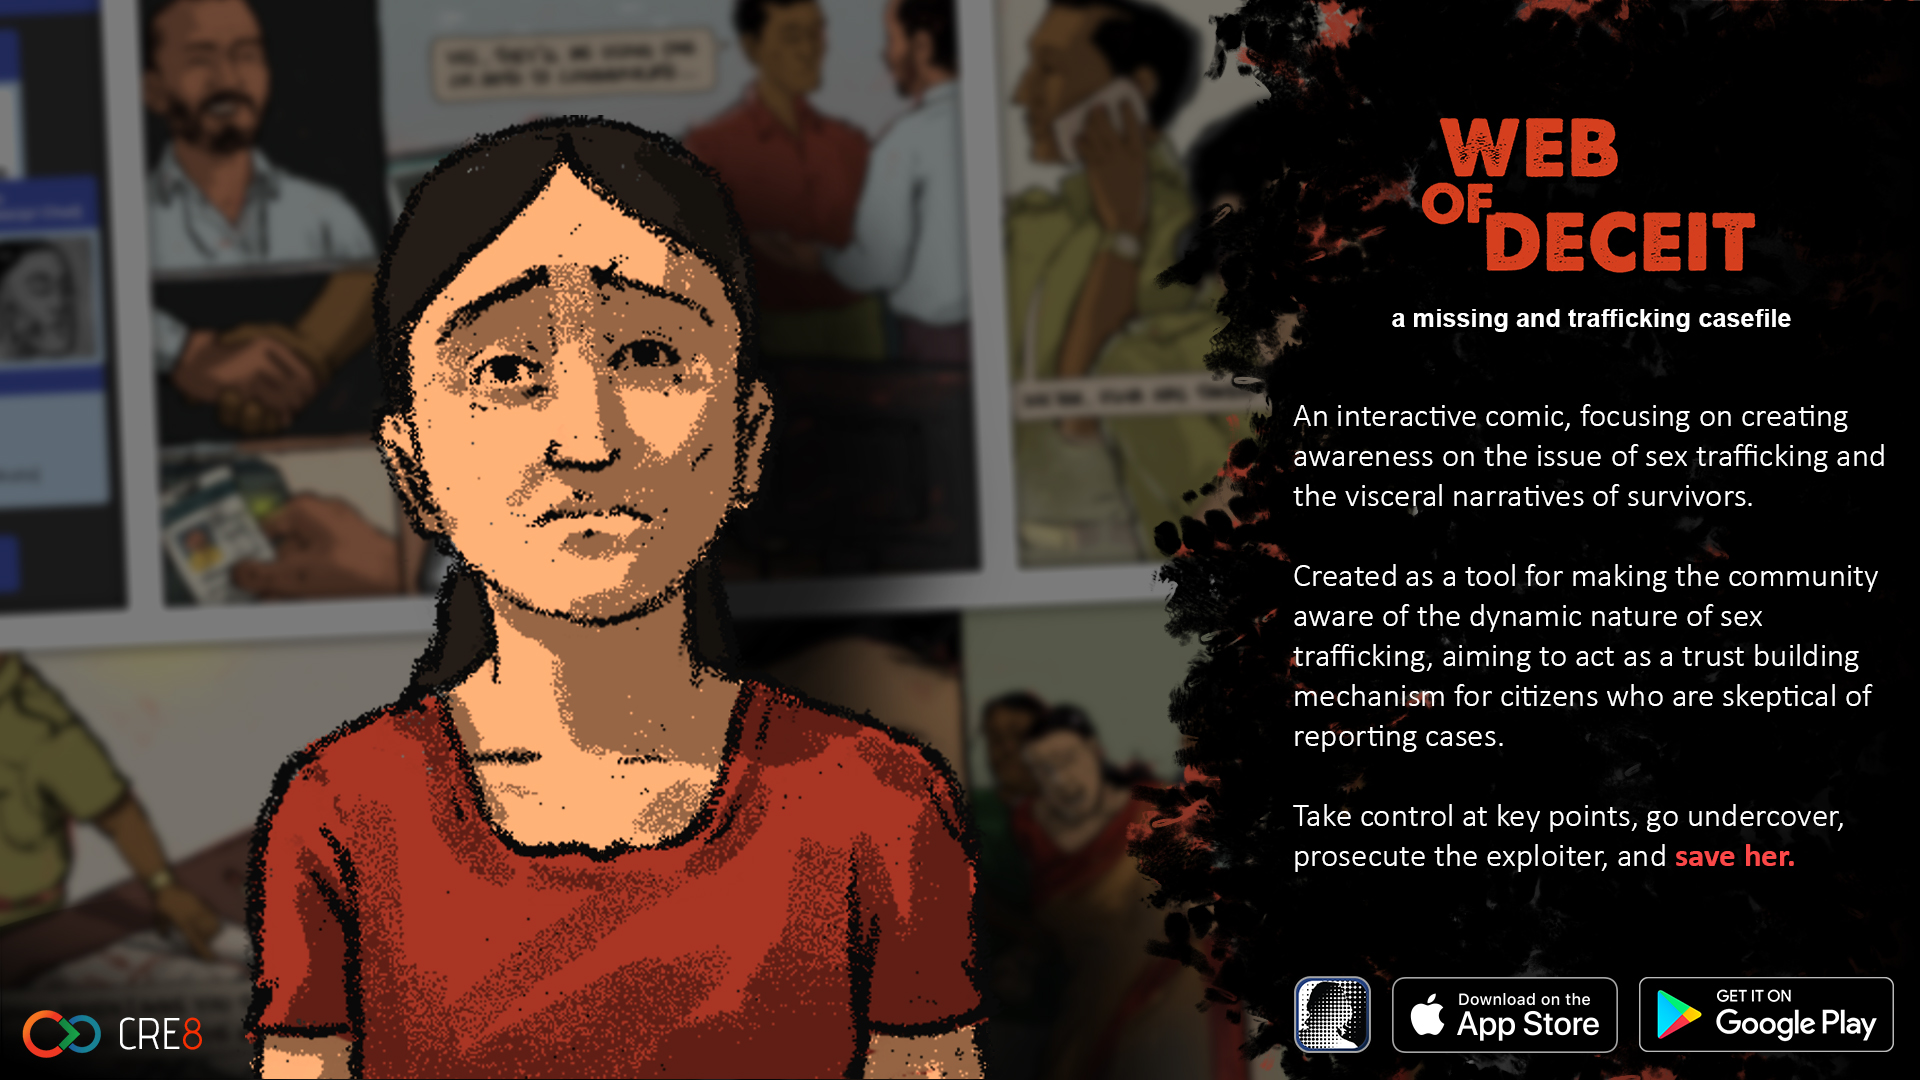 WEB
OF
DECEIT
a missing and trafficking casefile
An interactive comic, focusing on creating
awareness on the issue of sex trafficking and
the visceral narratives of survivors.
Created as a tool for making the community
aware of the dynamic nature of sex
trafficking, aiming to act as a trust building
mechanism for citizens who are skeptical of
reporting cases.
Take control at key points, go undercover,
prosecute the exploiter, and save her.
CRE8
Download on the
App Store
GET IT ON
Google Play